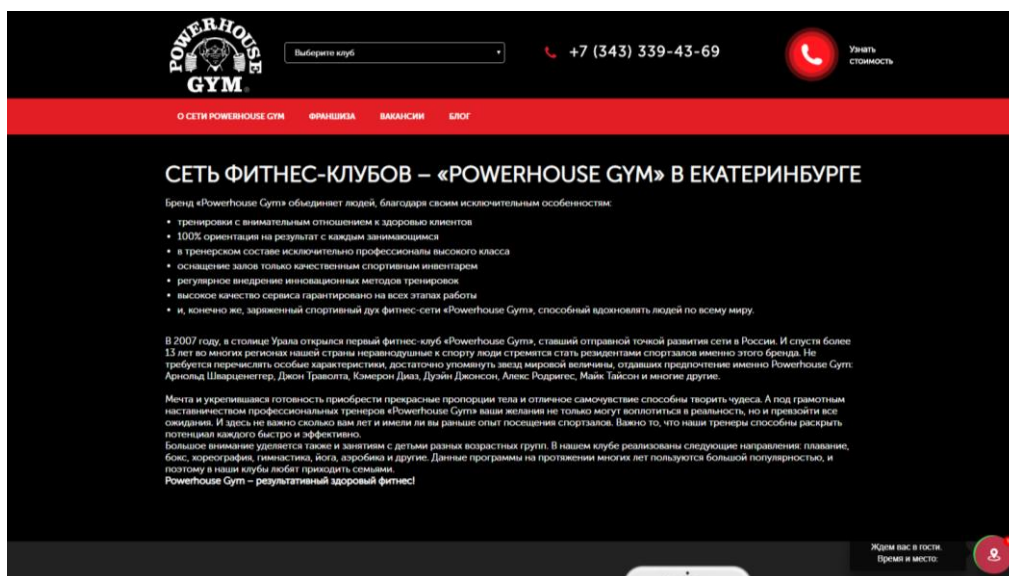 POWERHOUSE
GYM
Выберите клуб
+7 (343) 339-43-69
Узнать
стоимость
О СЕТИ POWERHOUSE GYM ФРАНШИЗА ВАКАНСИИ БЛОГ
СЕТЬ ФИТНЕС-КЛУБОВ – «POWERHOUSE GYM» В ЕКАТЕРИНБУРГЕ
Бренд «Powerhouse Gym» объединяет людей, благодаря своим исключительным особенностям:
• тренировки с внимательным отношением к здоровью клиентов
• 100% ориентация на результат с каждым занимающимся
• в тренерском составе исключительно профессионалы высокого класса
• оснащение залов только качественным спортивным инвентарем
• регулярное внедрение инновационных методов тренировок
• высокое качество сервиса гарантировано на всех этапах работы
• и, конечно же, заряженный спортивный дух фитнес-сети «Powerhouse Gym», способный вдохновлять людей по всему миру.
В 2007 году, в столице Урала открылся первый фитнес-клуб «Powerhouse Gym», ставший отправной точкой развития сети в России. И спустя более
13 лет во многих регионах нашей страны неравнодушные к спорту люди стремятся стать резидентами спортзалов именно этого бренда. Не
требуется перечислять особые характеристики, достаточно упомянуть звезд мировой величины, отдавших предпочтение именно Powerhouse Gym:
Арнольд Шварценеггер, Джон Траволта, Кэмерон Диаз, Дуэйн Джонсон, Алекс Родригес, Майк Тайсон и многие другие.
Мечта и укрепившаяся готовность приобрести прекрасные пропорции тела и отличное самочувствие способны творить чудеса. А под грамотным
наставничеством профессиональных тренеров «Powerhouse Gym» ваши желания не только могут воплотиться в реальность, но и превзойти все
ожидания. И здесь не важно сколько вам лет и имели ли вы раньше опыт посещения спортзалов. Важно то, что наши тренеры способны раскрыть
потенциал каждого быстро и эффективно.
Большое внимание уделяется также и занятиям с детьми разных возрастных групп. В нашем клубе реализованы следующие направления: плавание,
бокс, хореография, гимнастика, йога, аэробика и другие. Данные программы на протяжении многих лет пользуются большой популярностью, и
поэтому в наши клубы любят приходить семьями.
Powerhouse Gym – результативный здоровый фитнес!
Ждем вас в гости.
Время и место: